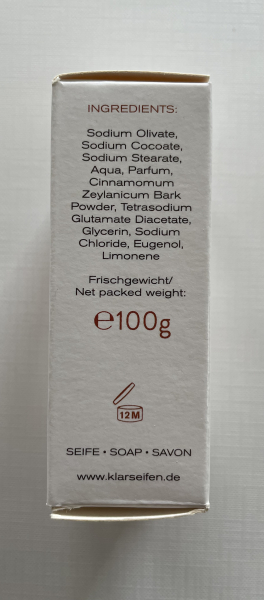 INGREDIENTS:
Sodium Olivate,
Sodium Cocoate,
Sodium Stearate,
Aqua, Parfum,
Cinnamomum
Zeylanicum Bark
Powder, Tetrasodium
Glutamate Diacetate,
Glycerin, Sodium
Chloride, Eugenol,
Limonene
Frischgewicht/
Net packed weight:
℮100g
12M
SEIFE • SOAP • SAVON
www.klarseifen.de